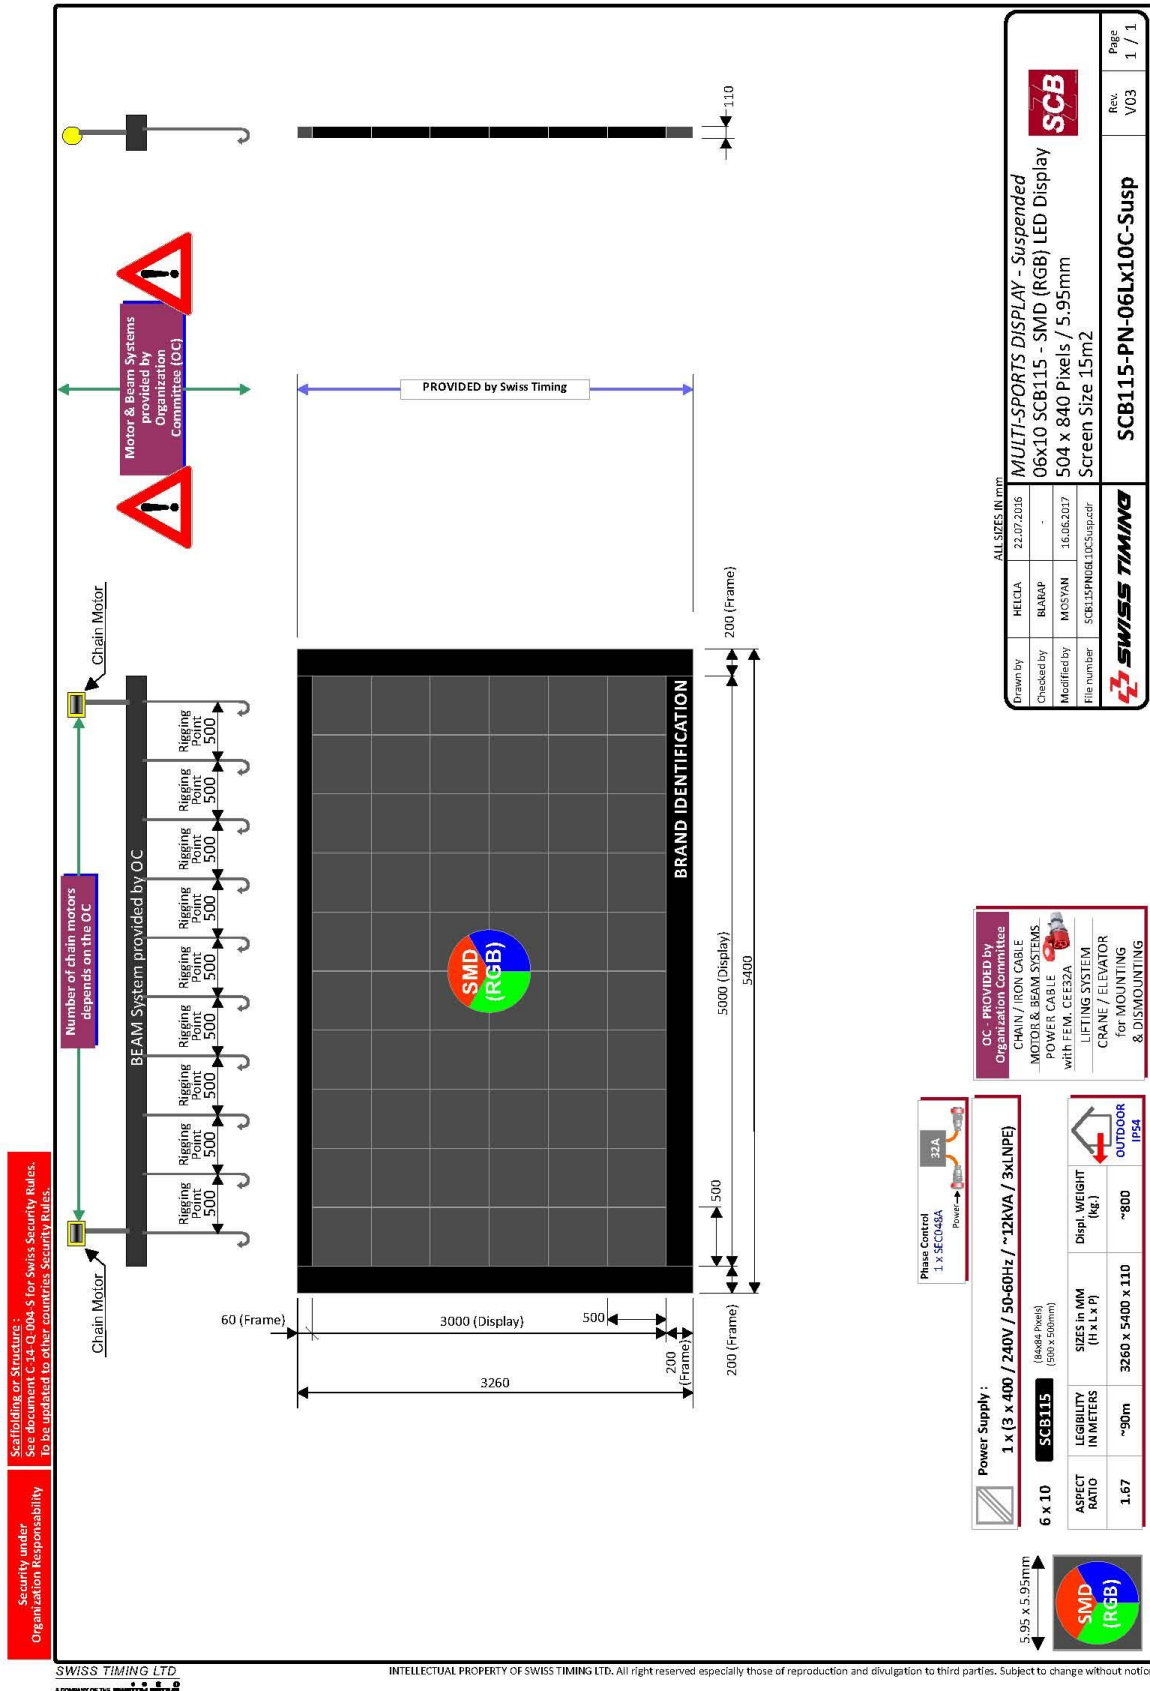 Security under
Organization Responsability
Scaffolding or Structure :
See document C-14-Q-004-S for Swiss Security Rules.
To be updated to other countries Security Rules.
Chain Motor
Number of chain motors
depends on the OC
Chain Motor
BEAM System provided by OC
Rigging
Point
500
Rigging
Point
500
Rigging
Point
500
Rigging
Point
500
Rigging
Point
500
Rigging
Point
500
Rigging
Point
500
Rigging
Point
500
Rigging
Point
500
Motor & Beam Systems
provided by
Organization
Committee (OC)
PROVIDED by Swiss Timing
110
60 (Frame)
3000 (Display)
500
200
(Frame)
3260
SMD
(RGB)
BRAND IDENTIFICATION
200 (Frame)
500
5000 (Display)
200 (Frame)
5400
Phase Control
1 x SEC048A
32A
Power
Power Supply :
1 x (3 x 400 / 240V / 50-60Hz / ~12kVA / 3xLNPE)
6 x 10
SCB115
(84x84 Pixels)
(500 x 500mm)
ASPECT
RATIO
LEGIBILITY
IN METERS
SIZES in MM
(H x L x P)
Displ. WEIGHT
(kg.)
1.67
~90m
3260 x 5400 x 110
~800
OUTDOOR
IP54
5.95 x 5.95mm
SMD
(RGB)
OC - PROVIDED by
Organization Committee
CHAIN / IRON CABLE
MOTOR & BEAM SYSTEMS
POWER CABLE
with FEM. CEE32A
LIFTING SYSTEM
CRANE / ELEVATOR
for MOUNTING
& DISMOUNTING
ALL SIZES IN mm
Drawn by HELCLA 22.07.2016
Checked by BLARAP -
Modified by MOSYAN 16.06.2017
File number SCB115PN06L10CSusp.cdr
MULTI-SPORTS DISPLAY - Suspended
06x10 SCB115 - SMD (RGB) LED Display
504 x 840 Pixels / 5.95mm
Screen Size 15m2
SCB
SWISS TIMING
SCB115-PN-06Lx10C-Susp
Rev.
V03
Page
1 / 1
SWISS TIMING LTD
A COMPANY OF THE
INTELLECTUAL PROPERTY OF SWISS TIMING LTD. All right reserved especially those of reproduction and divulgation to third parties. Subject to change without